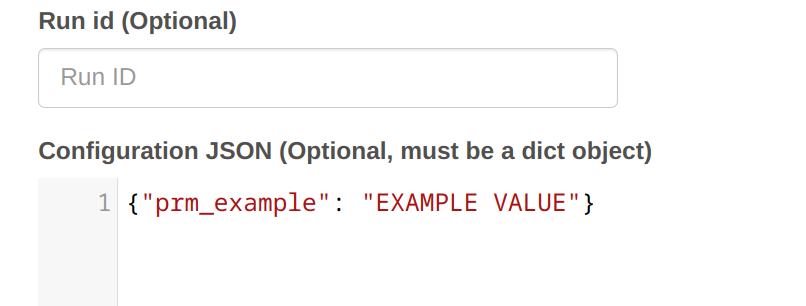 Run id (Optional)
Run ID
Configuration JSON (Optional, must be a dict object)
1 {"prm_example": "EXAMPLE VALUE"}